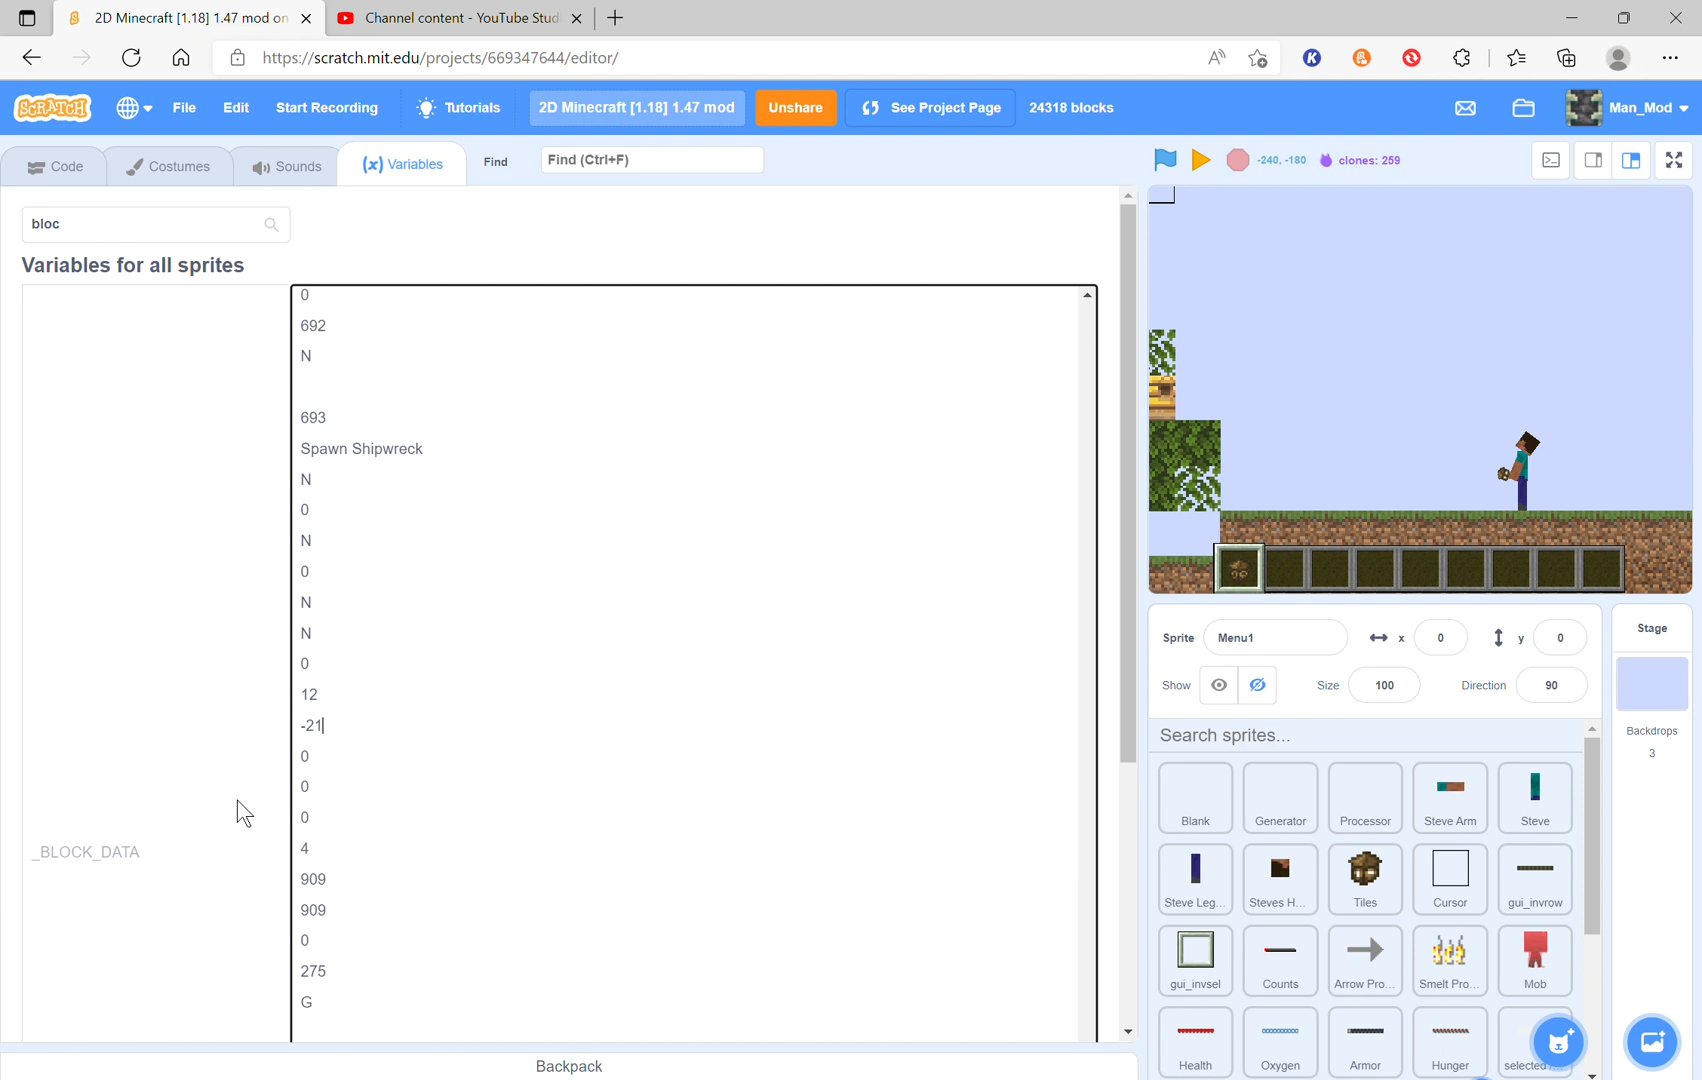 2D Minecraft [1.18] 1.47 mod on
Channel content - YouTube Stud
https://scratch.mit.edu/projects/669347644/editor/
SCRATCH
File
Edit
Start Recording
Tutorials
2D Minecraft [1.18] 1.47 mod
Unshare
See Project Page
24318 blocks
Man_Mod
Code
Costumes
Sounds
(x) Variables
Find
Find (Ctrl+F)
-240, -180
clones: 259
bloc
Variables for all sprites
_BLOCK_DATA
0
692
N
693
Spawn Shipwreck
N
0
N
0
N
N
0
12
-21
0
0
0
4
909
909
0
275
G
Backpack
Sprite
Menu1
x
0
y
0
Show
Size
100
Direction
90
Stage
Backdrops
3
Search sprites...
Blank
Generator
Processor
Steve Arm
Steve
Steve Leg...
Steves H...
Tiles
Cursor
gui_invrow
gui_invsel
Counts
Arrow Pro...
Smelt Pro...
Mob
Health
Oxygen
Armor
Hunger
selected